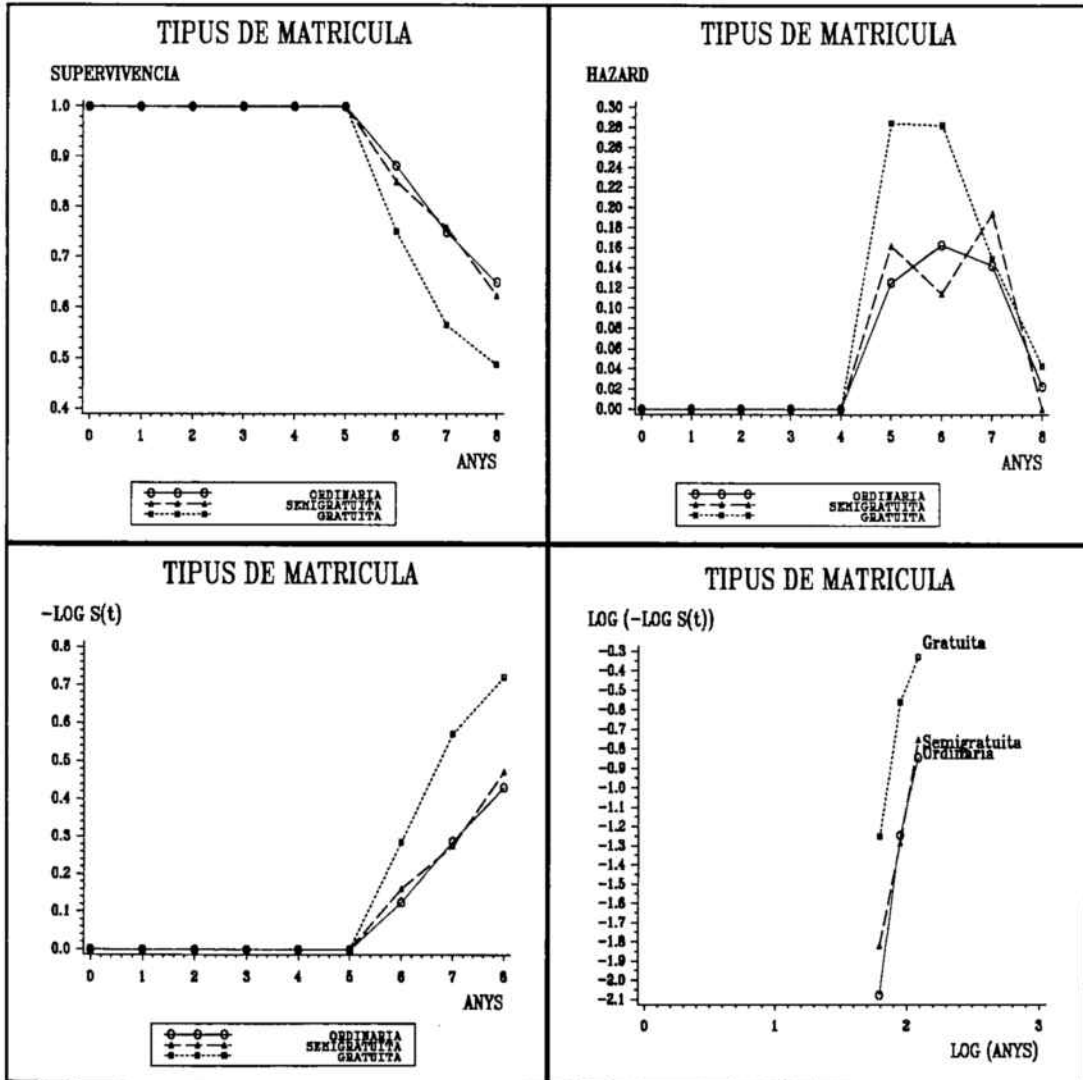 TIPUS DE MATRICULA
SUPERVIVENCIA
1.0
0.9
0.8
0.7
0.6
0.5
0.4
0 1 2 3 4 5 6 7 8
ANYS
ORDINARIA
SEMIGRATUITA
GRATUITA
TIPUS DE MATRICULA
HAZARD
0.30
0.28
0.26
0.24
0.22
0.20
0.18
0.16
0.14
0.12
0.10
0.08
0.06
0.04
0.02
0.00
0 1 2 3 4 5 6 7 8
ANYS
ORDINARIA
SEMIGRATUITA
GRATUITA
TIPUS DE MATRICULA
-LOG S(t)
0.8
0.7
0.6
0.5
0.4
0.3
0.2
0.1
0.0
0 1 2 3 4 5 6 7 8
ANYS
ORDINARIA
SEMIGRATUITA
GRATUITA
TIPUS DE MATRICULA
LOG (-LOG S(t))
-0.3
-0.4
-0.5
-0.6
-0.7
-0.8
-0.9
-1.0
-1.1
-1.2
-1.3
-1.4
-1.5
-1.6
-1.7
-1.8
-1.9
-2.0
-2.1
Gratuita
Semigratuita
Ordinaria
0 1 2 3
LOG (ANYS)